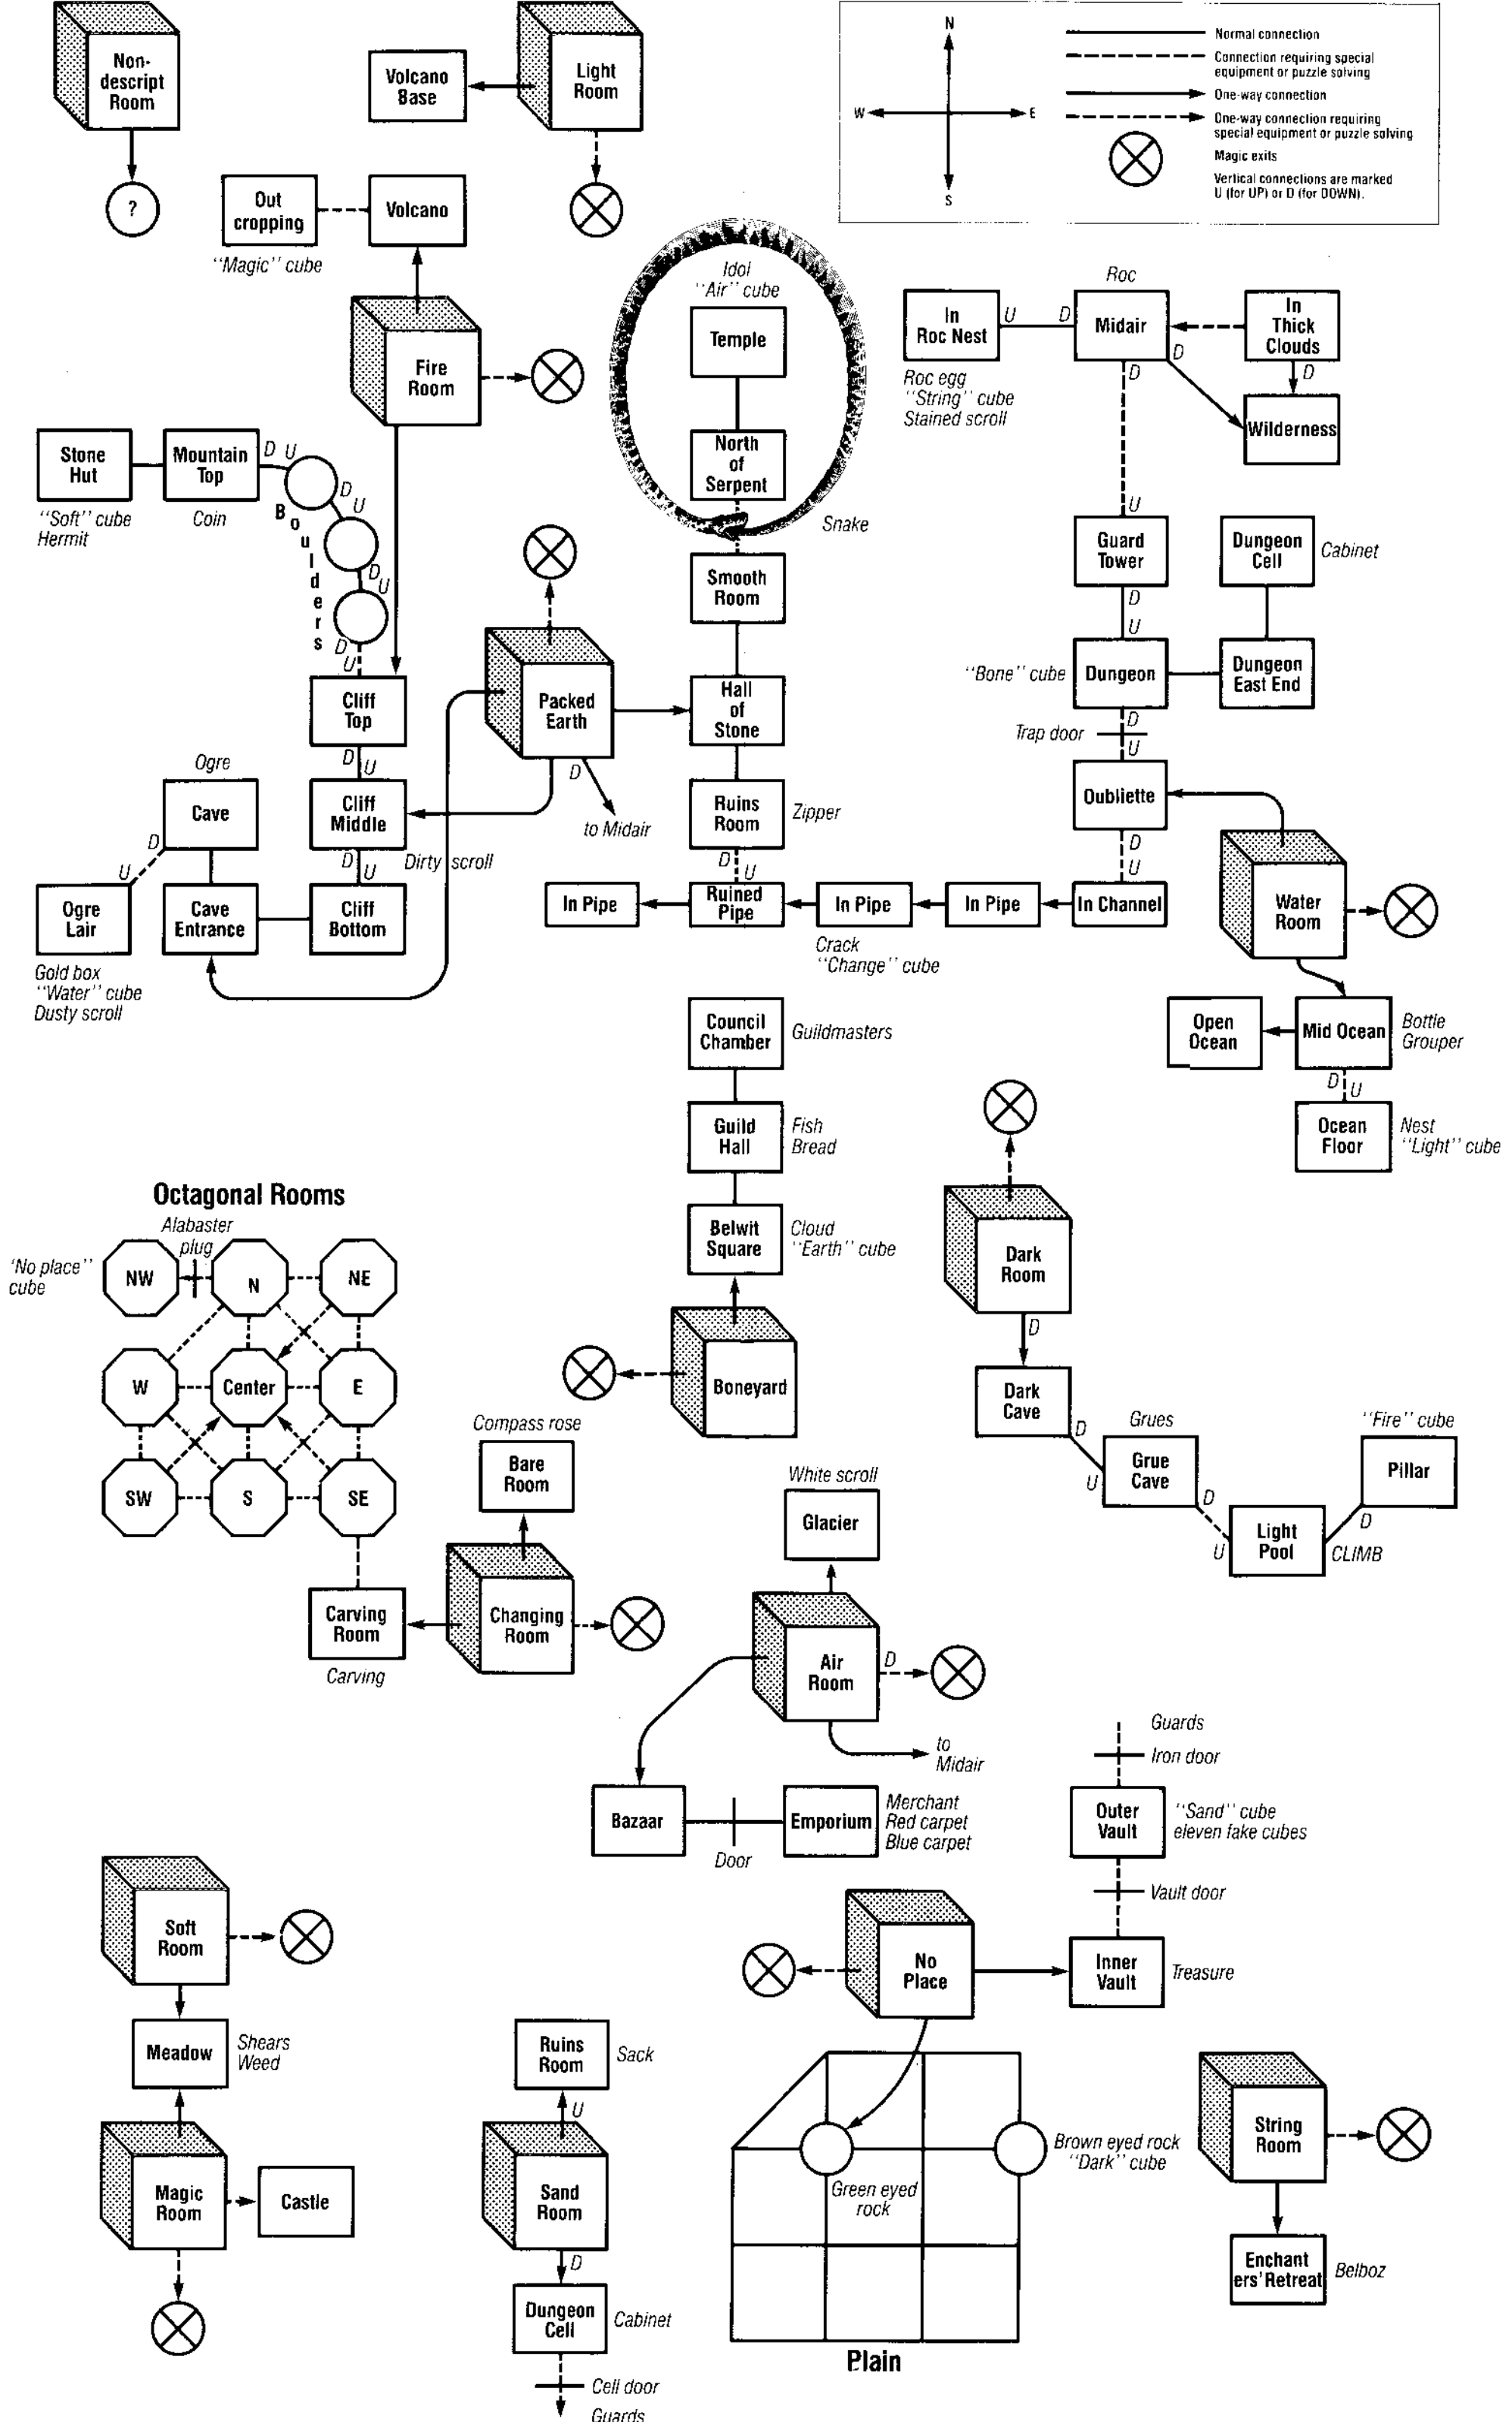 Non-
descript
Room
?
Volcano
Base
Light
Room
N
W
E
S
Normal connection
Connection requiring special
equipment or puzzle solving
One-way connection
One-way connection requiring
special equipment or puzzle solving
Magic exits
Vertical connections are marked
U (for UP) or D (for DOWN).
Out
cropping
"Magic" cube
Volcano
Fire
Room
Idol
"Air" cube
Temple
North
of
Serpent
Snake
Smooth
Room
Hall
of
Stone
Ruins
Room
Zipper
D
U
Roc
In
Roc Nest
U
D
Midair
In
Thick
Clouds
D
D
D
Roc egg
"String" cube
Stained scroll
Wilderness
U
Guard
Tower
D
U
Dungeon
Cell
Cabinet
"Bone" cube
Dungeon
Dungeon
East End
Trap door
D
U
Oubliette
D
U
Stone
Hut
"Soft" cube
Hermit
Mountain
Top
Coin
D U
D
U
D
U
D
U
Boulders
Cliff
Top
D
U
Packed
Earth
D
to Midair
Ogre
Cave
D
U
Cliff
Middle
Dirty scroll
D
U
Ogre
Lair
Cave
Entrance
Cliff
Bottom
Gold box
"Water" cube
Dusty scroll
In Pipe
Ruined
Pipe
In Pipe
In Pipe
In Channel
Crack
"Change" cube
Water
Room
Open
Ocean
Mid Ocean
Bottle
Grouper
D
U
Ocean
Floor
Nest
"Light" cube
Council
Chamber
Guildmasters
Guild
Hall
Fish
Bread
Belwit
Square
Cloud
"Earth" cube
Boneyard
Dark
Room
D
Dark
Cave
D
U
Grues
Grue
Cave
D
U
Light
Pool
CLIMB
D
"Fire" cube
Pillar
Octagonal Rooms
Alabaster
plug
'No place"
cube
NW
N
NE
W
Center
E
SW
S
SE
Compass rose
Bare
Room
Carving
Room
Carving
Changing
Room
White scroll
Glacier
Air
Room
D
to
Midair
Bazaar
Door
Emporium
Merchant
Red carpet
Blue carpet
Guards
Iron door
Outer
Vault
"Sand" cube
eleven fake cubes
Vault door
Inner
Vault
Treasure
No
Place
Green eyed
rock
Brown eyed rock
"Dark" cube
Plain
Soft
Room
Meadow
Shears
Weed
Magic
Room
Castle
Ruins
Room
Sack
U
Sand
Room
D
Dungeon
Cell
Cabinet
Cell door
Guards
String
Room
Enchant
ers' Retreat
Belboz